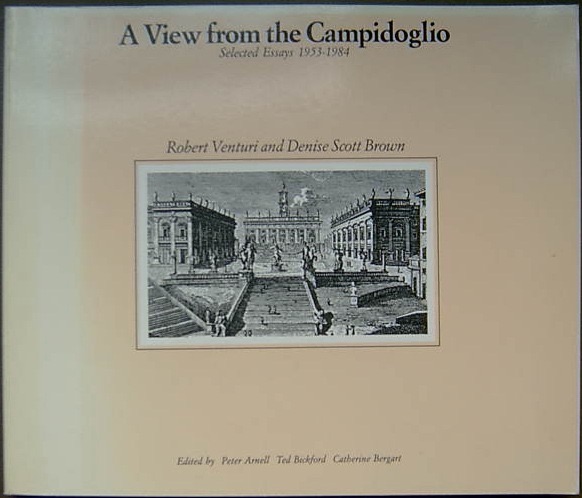 A View from the Campidoglio
Selected Essays 1953-1984
Robert Venturi and Denise Scott Brown
Edited by Peter Arnell Ted Bickford Catherine Bergart